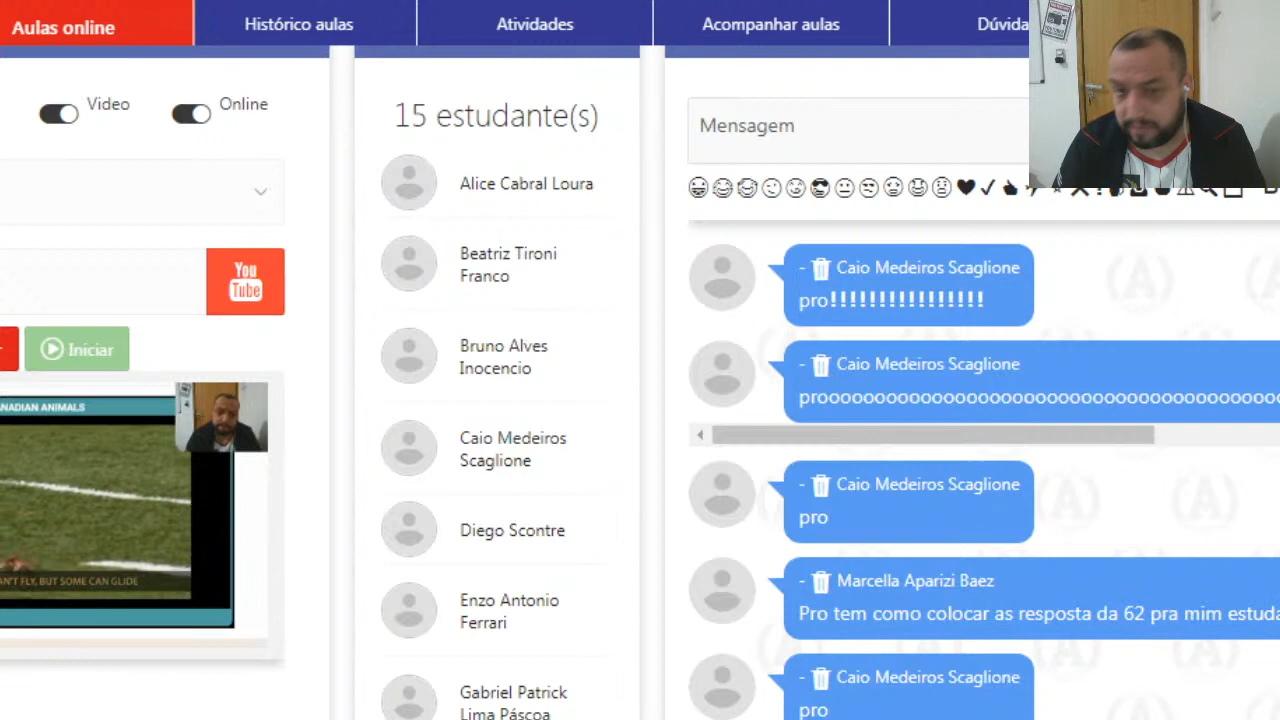 Aulas online
Histórico aulas
Atividades
Acompanhar aulas
Dúvida
Video
Online
You
Tube
Iniciar
NADIAN ANIMALS
AN'T FLY, BUT SOME CAN GLIDE
15 estudante(s)
Alice Cabral Loura
Beatriz Tironi
Franco
Bruno Alves
Inocencio
Caio Medeiros
Scaglione
Diego Scontre
Enzo Antonio
Ferrari
Gabriel Patrick
Lima Páscoa
Mensagem
- Caio Medeiros Scaglione
pro!!!!!!!!!!!!!!!!
- Caio Medeiros Scaglione
proooooooooooooooooooooooooooooooooooooo
- Caio Medeiros Scaglione
pro
- Marcella Aparizi Baez
Pro tem como colocar as resposta da 62 pra mim estuda
- Caio Medeiros Scaglione
pro